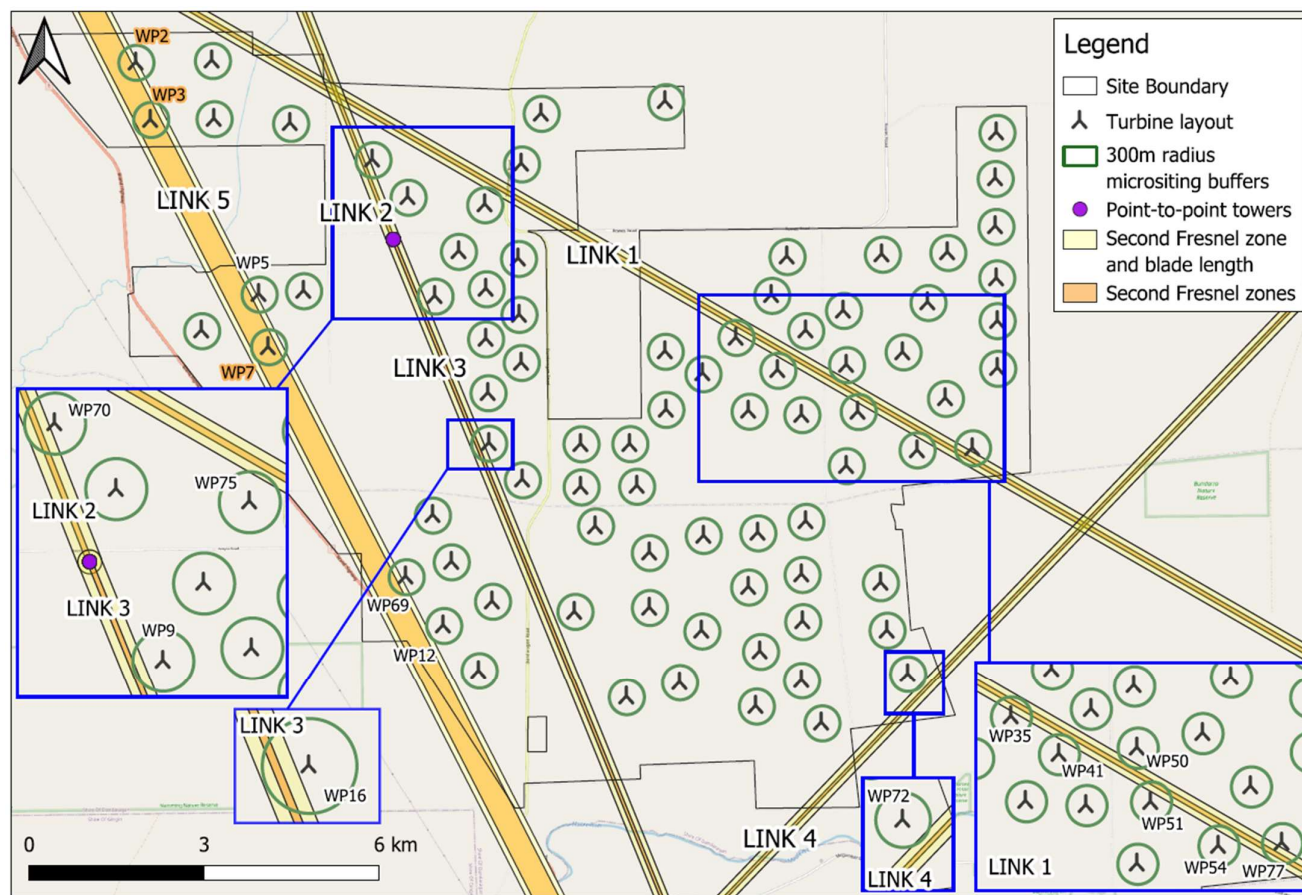 WP2
WP3
LINK 5
LINK 2
LINK 1
WP5
WP7
LINK 3
WP69
WP12
LINK 4
Legend
Site Boundary
Turbine layout
300m radius
micrositing buffers
Point-to-point towers
Second Fresnel zone
and blade length
Second Fresnel zones
WP70
WP75
LINK 2
LINK 3
WP9
LINK 3
WP16
WP72
LINK 4
WP35
WP41
WP50
WP51
WP54
WP77
LINK 1
0 3 6 km